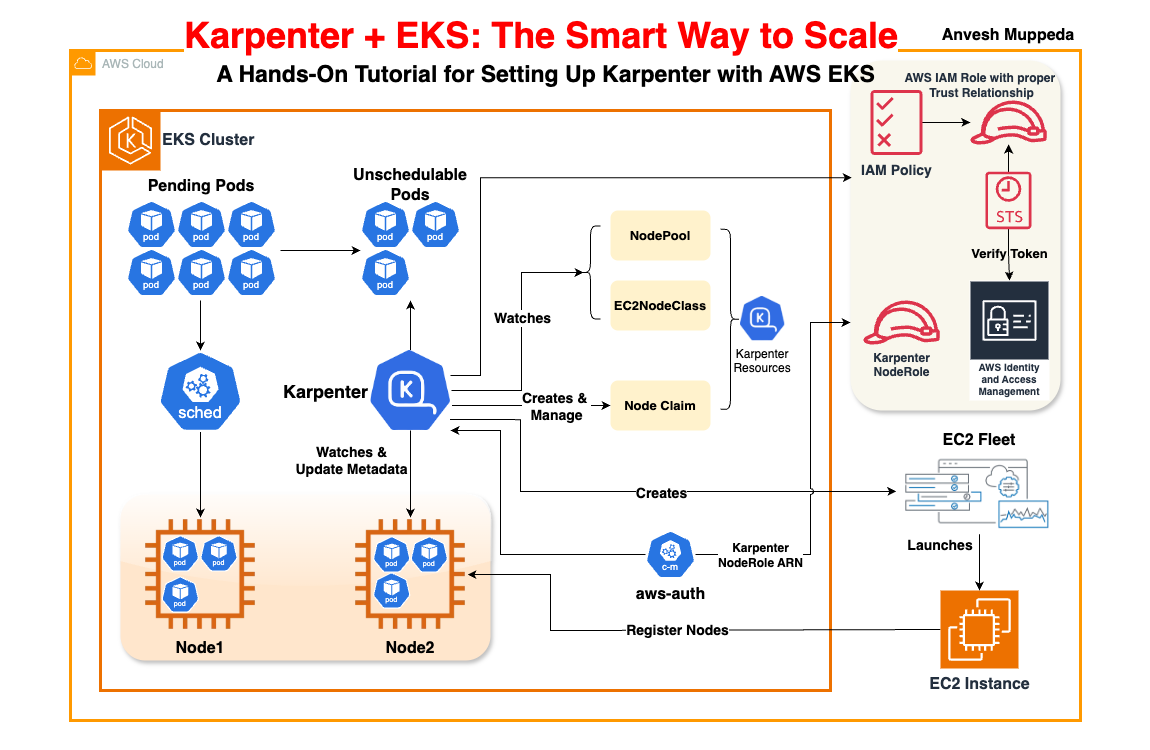 Karpenter + EKS: The Smart Way to Scale
Anvesh Muppeda
AWS Cloud
A Hands-On Tutorial for Setting Up Karpenter with AWS EKS
AWS IAM Role with proper
Trust Relationship
EKS Cluster
K
IAM Policy
Pending Pods
Unschedulable
Pods
pod
pod
pod
pod
pod
pod
pod
pod
pod
STS
Verify Token
NodePool
EC2NodeClass
Watches
K
Karpenter
Resources
Karpenter
NodeRole
AWS Identity
and Access
Management
sched
Karpenter
K
Creates &
Manage
Node Claim
Watches &
Update Metadata
EC2 Fleet
Creates
Launches
c-m
aws-auth
Karpenter
NodeRole ARN
pod
pod
pod
Node1
pod
pod
pod
Node2
Register Nodes
EC2 Instance